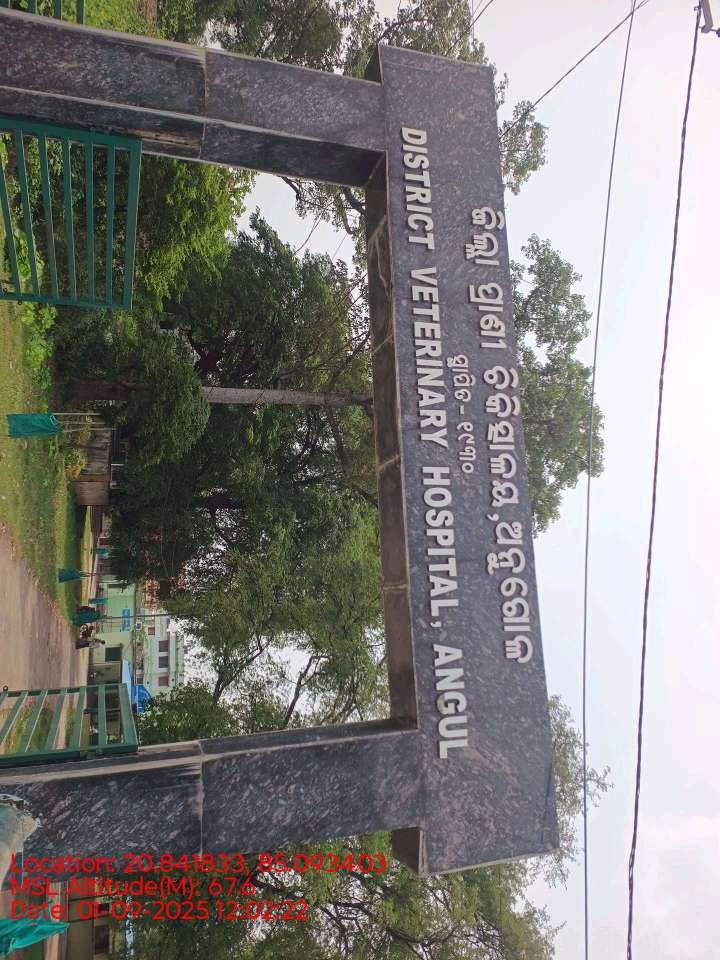 ଜିଲ୍ଲା ପ୍ରାଣୀ ଚିକିତ୍ସାଳୟ,ଅନୁଗୋଳ
ସ୍ଥାପିତ - ୧୯୩୦
DISTRICT VETERINARY HOSPITAL, ANGUL
Location: 20.841833, 85.093403
MSL Altitude(M): 67.6
Date: 01-09-2025 12:02:22